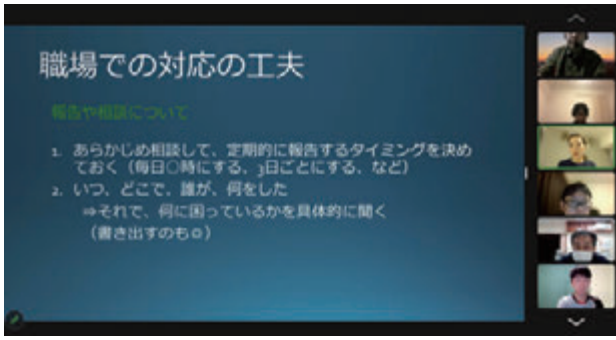 職場での対応の工夫
報告や相談について
1. あらかじめ相談して、定期的に報告するタイミングを決め
ておく（毎日○時にする、3日ごとにする、など）
2. いつ、どこで、誰が、何をした
⇒それで、何に困っているかを具体的に聞く
（書き出すのも◎）